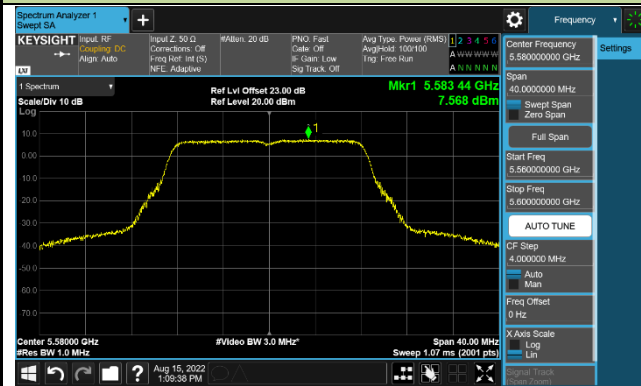 Spectrum Analyzer 1
Swept SA
Frequency
KEYSIGHT
Input: RF
Coupling: DC
Align: Auto
Input Z: 50 Ω
Corrections: Off
Freq Ref: Int (S)
NFE: Adaptive
#Atten: 20 dB
PNO: Fast
Gate: Off
IF Gain: Low
Sig Track: Off
Avg Type: Power (RMS)
Avg|Hold: 100/100
Trig: Free Run
1 2 3 4 5 6
A W W W W W
A N N N N N
LXI
1 Spectrum
Scale/Div 10 dB
Log
Ref Lvl Offset 23.00 dB
Ref Level 20.00 dBm
Mkr1 5.583 44 GHz
7.568 dBm
1
10.0
0.00
-10.0
-20.0
-30.0
-40.0
-50.0
-60.0
-70.0
Center 5.58000 GHz
#Res BW 1.0 MHz
#Video BW 3.0 MHz*
Span 40.00 MHz
Sweep 1.07 ms (2001 pts)
Aug 15, 2022
1:09:38 PM
Center Frequency
5.580000000 GHz
Settings
Span
40.0000000 MHz
Swept Span
Zero Span
Full Span
Start Freq
5.560000000 GHz
Stop Freq
5.600000000 GHz
AUTO TUNE
CF Step
4.000000 MHz
Auto
Man
Freq Offset
0 Hz
X Axis Scale
Log
Lin
Signal Track
(Span Zoom)